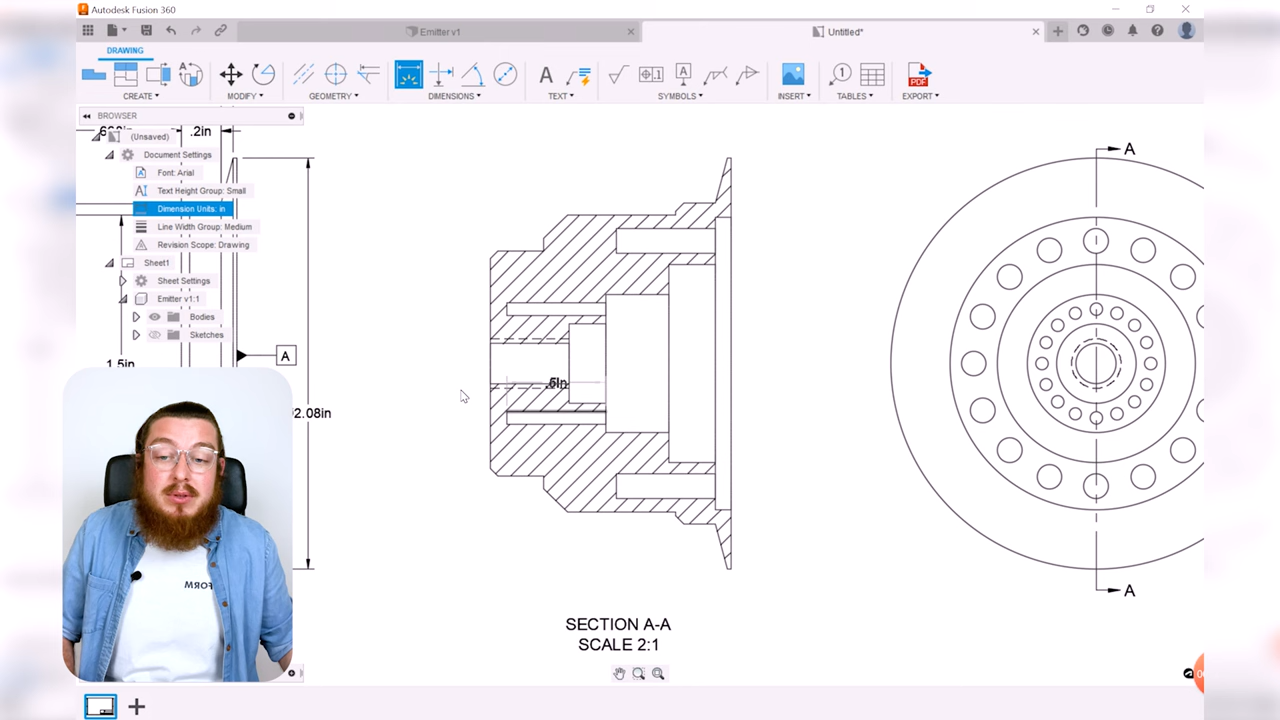 Autodesk Fusion 360
Emitter v1
Untitled*
DRAWING
CREATE
MODIFY
GEOMETRY
DIMENSIONS
TEXT
SYMBOLS
INSERT
TABLES
EXPORT
BROWSER
.2in
(Unsaved)
Document Settings
Font: Arial
Text Height Group: Small
Dimension Units: in
Line Width Group: Medium
Revision Scope: Drawing
Sheet1
Sheet Settings
Emitter v1:1
Bodies
Sketches
A
A
1.5in
.5in
2.08in
A
SECTION A-A
SCALE 2:1
PDF